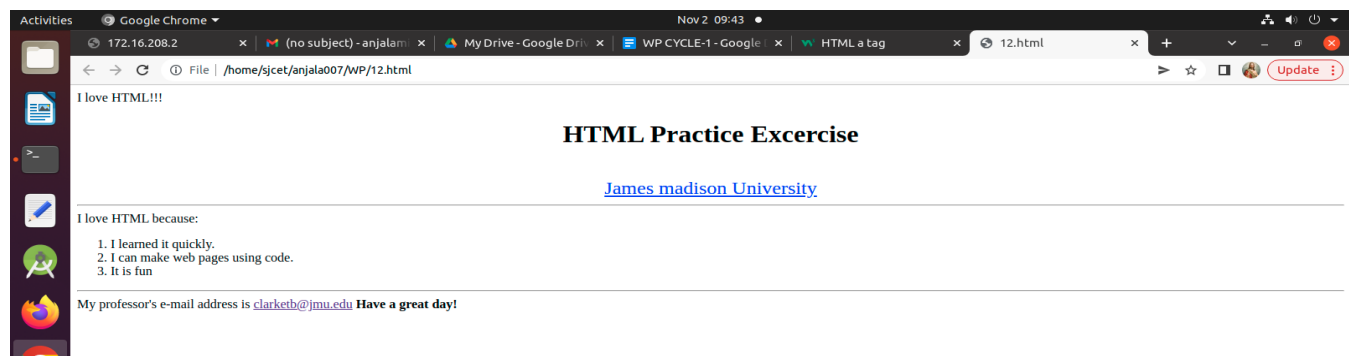 Activities Google Chrome Nov 2 09:43
172.16.208.2 (no subject) - anjalami My Drive - Google Driv WP CYCLE-1 - Google D HTML a tag 12.html
File /home/sjcet/anjala007/WP/12.html Update
I love HTML!!!
HTML Practice Excercise
James madison University
I love HTML because:
1. I learned it quickly.
2. I can make web pages using code.
3. It is fun
My professor's e-mail address is clarketb@jmu.edu Have a great day!